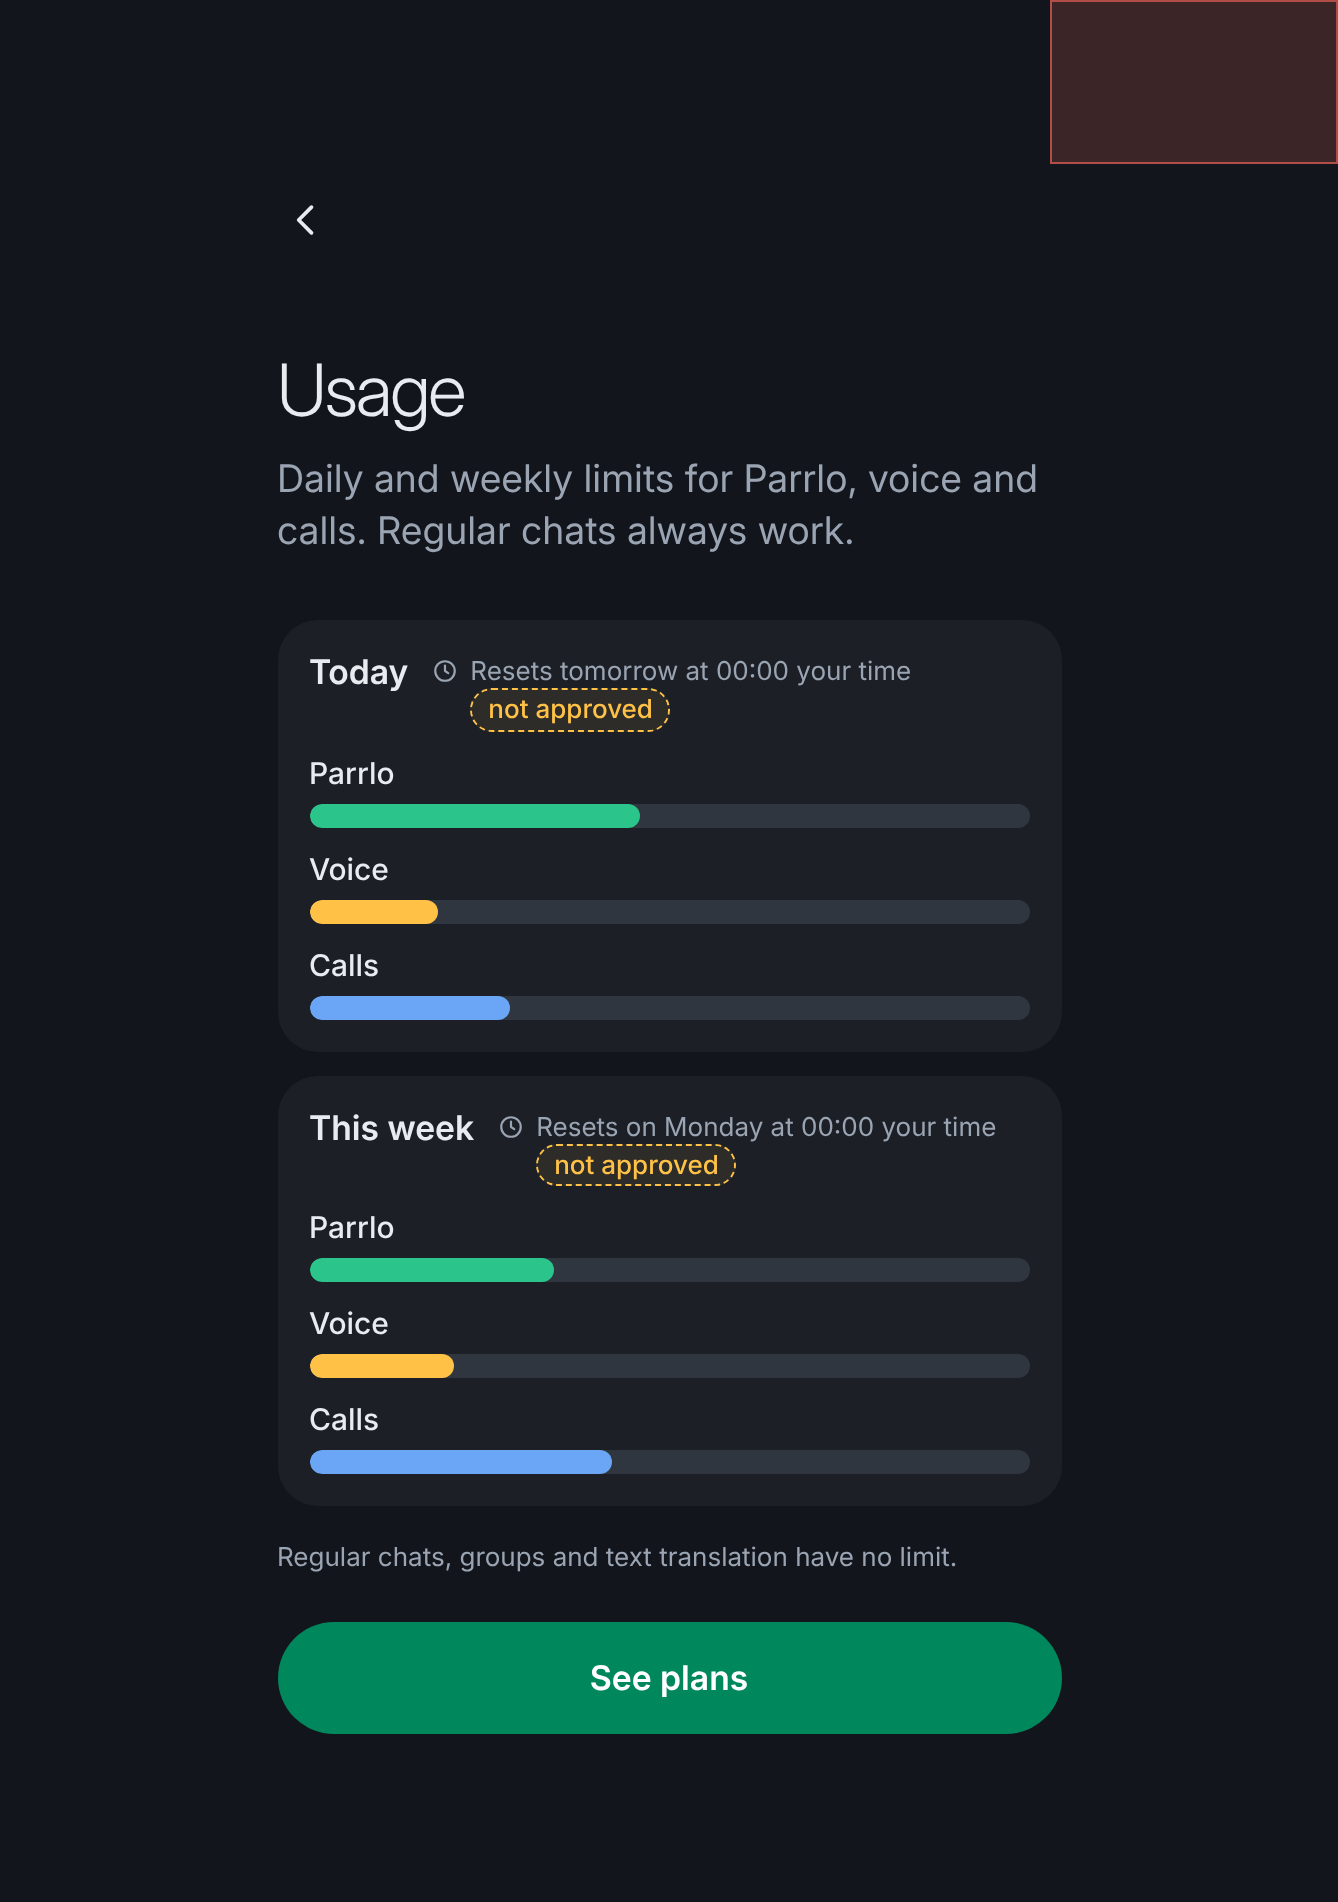 Usage
Daily and weekly limits for Parrlo, voice and
calls. Regular chats always work.
Today Resets tomorrow at 00:00 your time
not approved
Parrlo
Voice
Calls
This week Resets on Monday at 00:00 your time
not approved
Parrlo
Voice
Calls
Regular chats, groups and text translation have no limit.
See plans